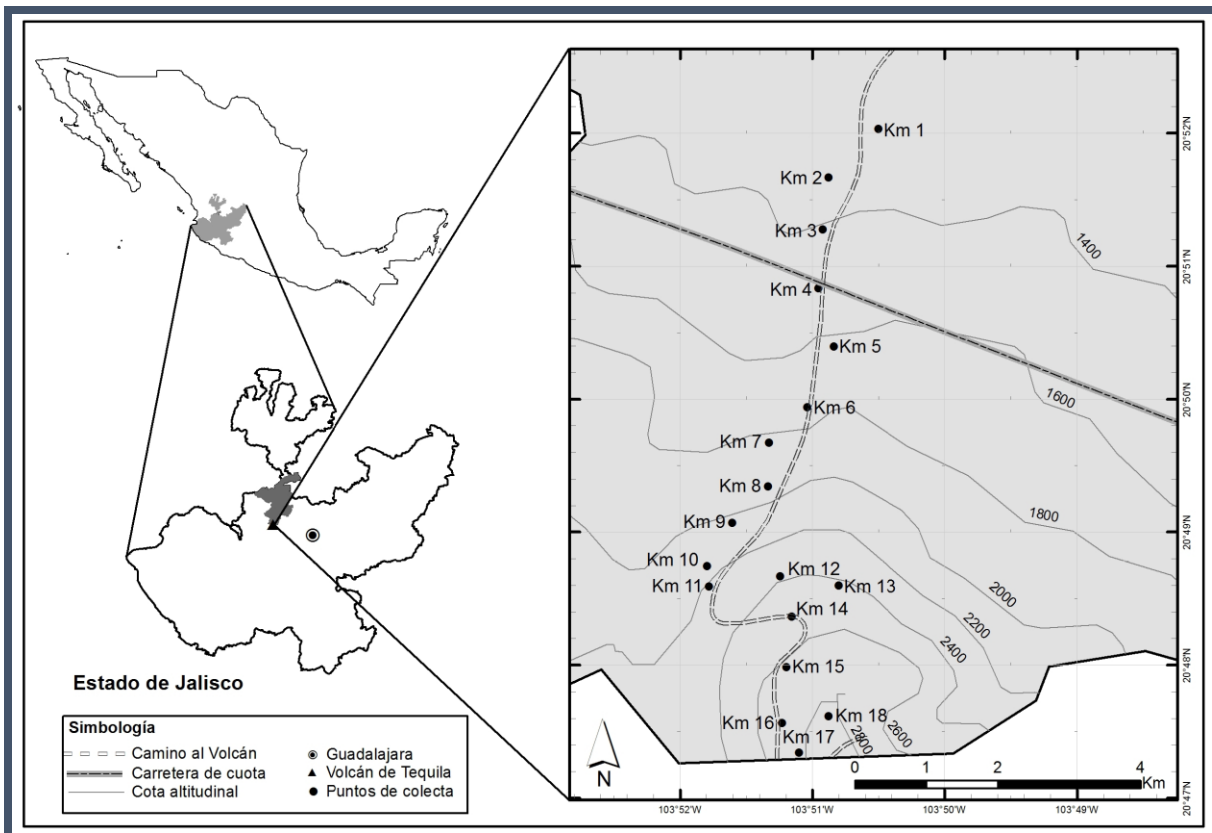 Km 1
20°52'N
Km 2
Km 3
1400
20°51'N
Km 4
Km 5
1600
20°50'N
Km 6
Km 7
Km 8
1800
Km 9
20°49'N
Km 10
Km 12
Km 11
Km 13
2000
Km 14
2200
2400
Km 15
20°48'N
Estado de Jalisco
Km 16
Km 18
Km 17
2800
2600
Simbología
Camino al Volcán
Guadalajara
Carretera de cuota
Volcán de Tequila
Cota altitudinal
Puntos de colecta
N
0 1 2 4
Km
20°47'N
103°52'W 103°51'W 103°50'W 103°49'W